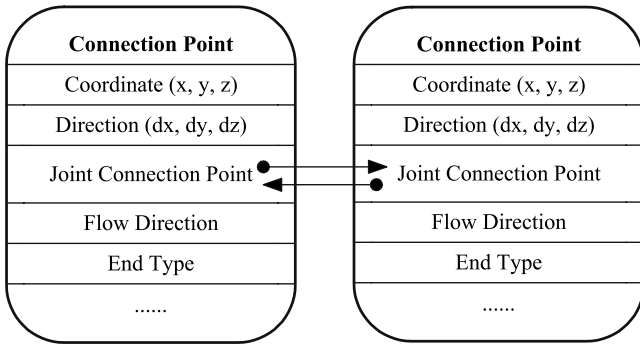 Connection Point
Coordinate (x, y, z)
Direction (dx, dy, dz)
Joint Connection Point
Flow Direction
End Type
......
Connection Point
Coordinate (x, y, z)
Direction (dx, dy, dz)
Joint Connection Point
Flow Direction
End Type
......